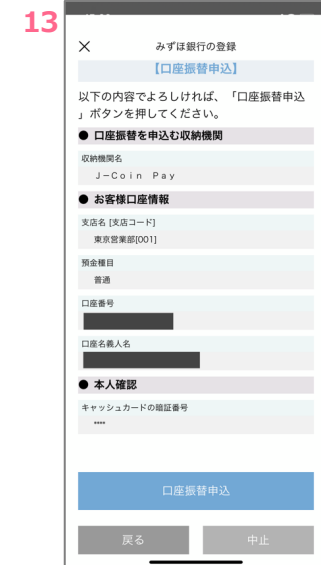 13
みずほ銀行の登録
【口座振替申込】
以下の内容でよろしければ、「口座振替申込
」ボタンを押してください。
● 口座振替を申込む収納機関
収納機関名
J－Coin Pay
● お客様口座情報
支店名 [支店コード]
東京営業部[001]
預金種目
普通
口座番号
口座名義人名
● 本人確認
キャッシュカードの暗証番号
****
口座振替申込
戻る
中止